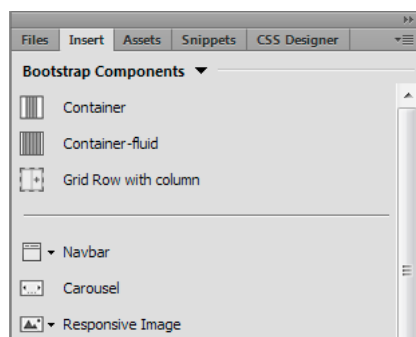 Files Insert Assets Snippets CSS Designer
Bootstrap Components
Container
Container-fluid
Grid Row with column
Navbar
Carousel
Responsive Image